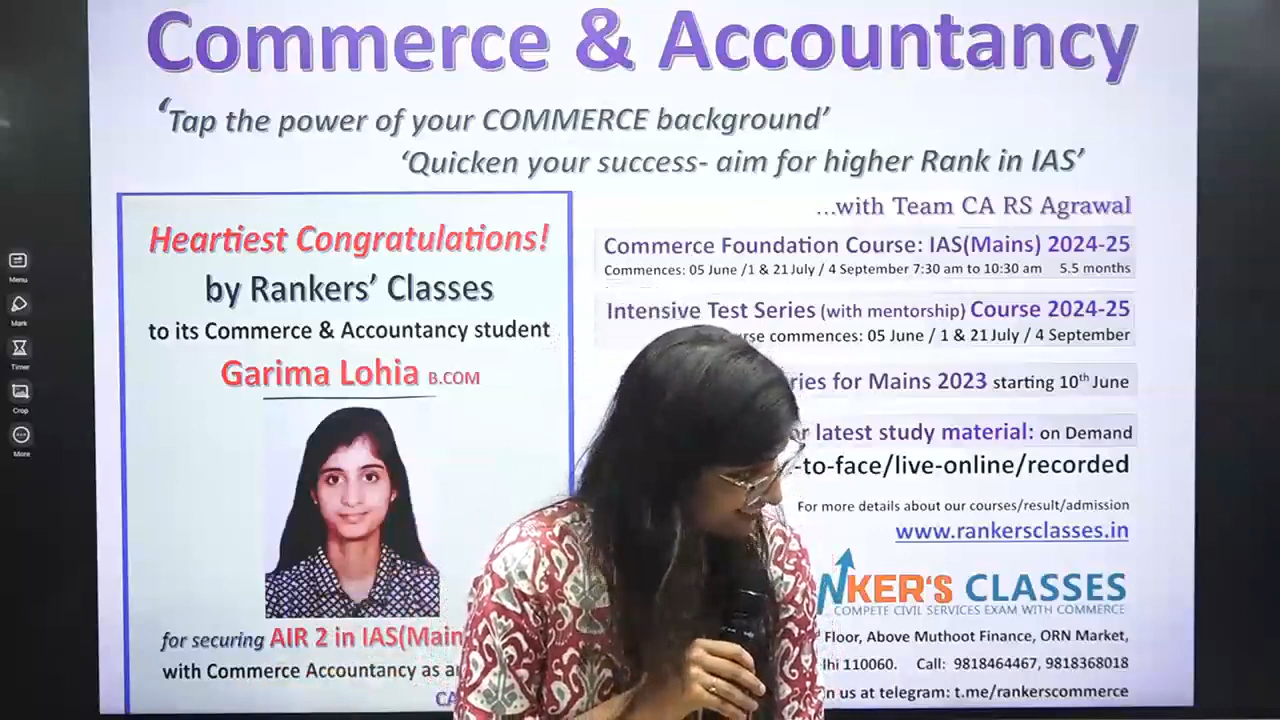 Commerce & Accountancy
‘Tap the power of your COMMERCE background’
‘Quicken your success- aim for higher Rank in IAS’
Heartiest Congratulations!
by Rankers’ Classes
to its Commerce & Accountancy student
Garima Lohia B.COM
for securing AIR 2 in IAS(Main
with Commerce Accountancy as a
CA
...with Team CA RS Agrawal
Commerce Foundation Course: IAS(Mains) 2024-25
Commences: 05 June /1 & 21 July / 4 September 7:30 am to 10:30 am 5.5 months
Intensive Test Series (with mentorship) Course 2024-25
rse commences: 05 June / 1 & 21 July / 4 September
ries for Mains 2023 starting 10th June
or latest study material: on Demand
-to-face/live-online/recorded
For more details about our courses/result/admission
www.rankersclasses.in
NKER'S CLASSES
COMPETE CIVIL SERVICES EXAM WITH COMMERCE
Floor, Above Muthoot Finance, ORN Market,
lhi 110060. Call: 9818464467, 9818368018
n us at telegram: t.me/rankerscommerce
Menu
Mark
Timer
Crop
More